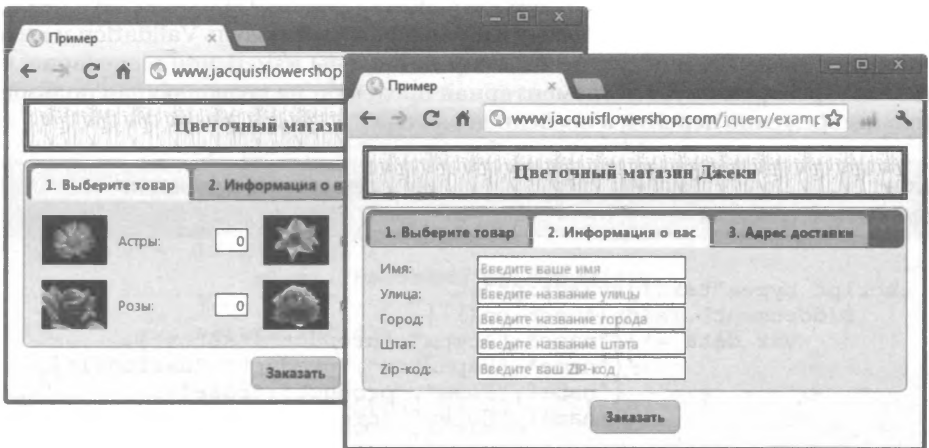 Пример
www.jacquisflowershop
Цветочный магазин
1. Выберите товар
2. Информация о в
Астры:
0
Розы:
0
Заказать
Пример
www.jacquisflowershop.com/jquery/examp
Цветочный магазин Джеки
1. Выберите товар
2. Информация о вас
3. Адрес доставки
Имя:
Введите ваше имя
Улица:
Введите название улицы
Город:
Введите название города
Штат:
Введите название штата
Zip-код:
Введите ваш ZIP-код
Заказать